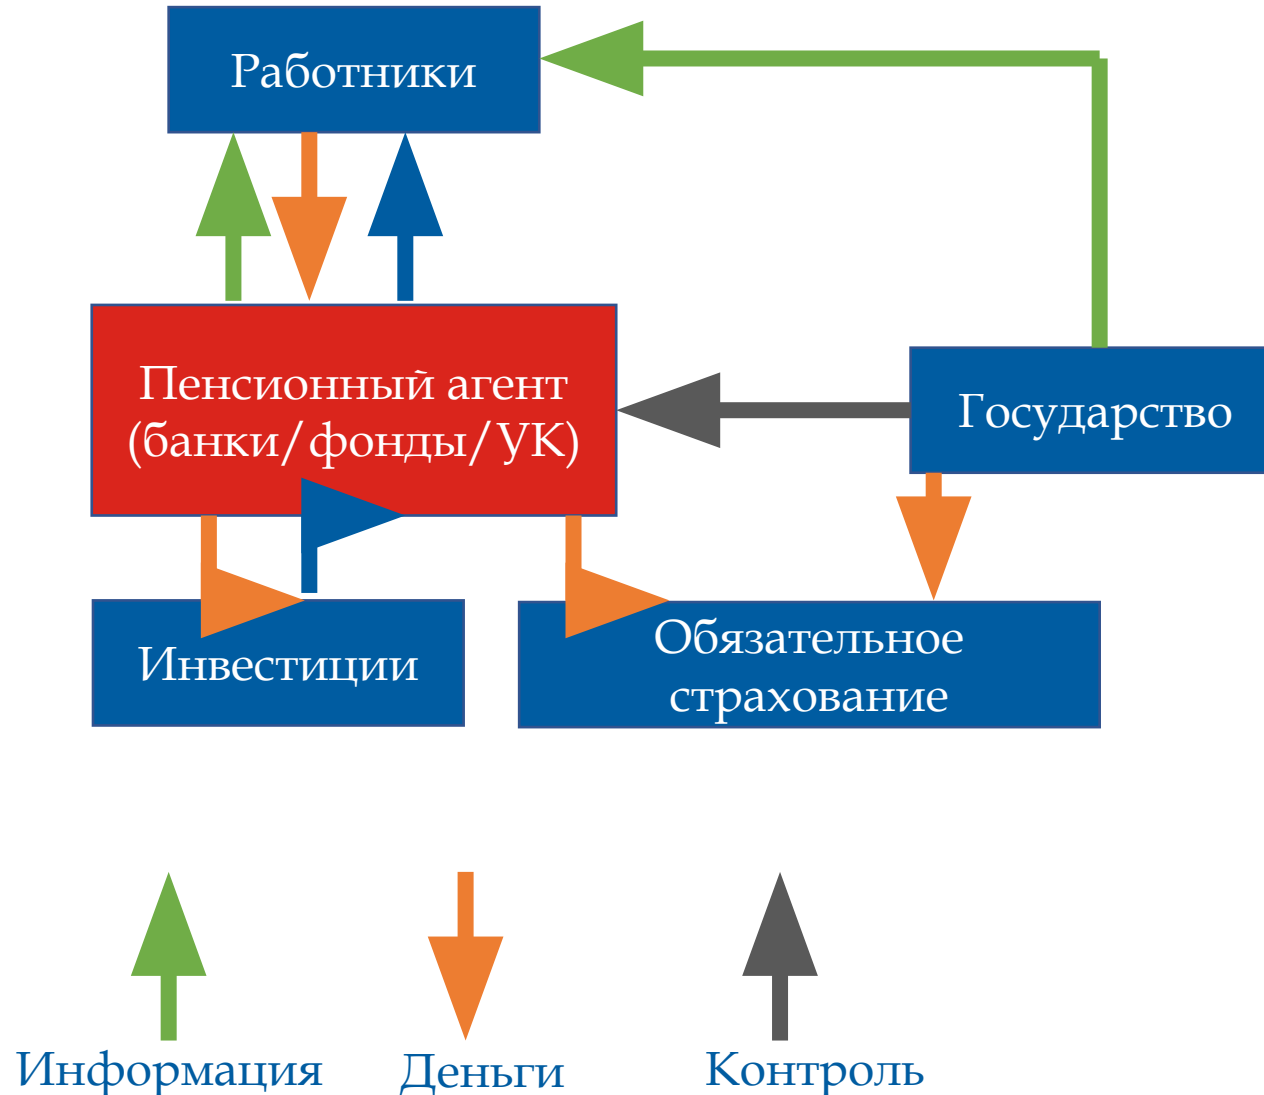 Работники
Пенсионный агент
(банки/фонды/УК)
Государство
Инвестиции
Обязательное
страхование
Информация
Деньги
Контроль